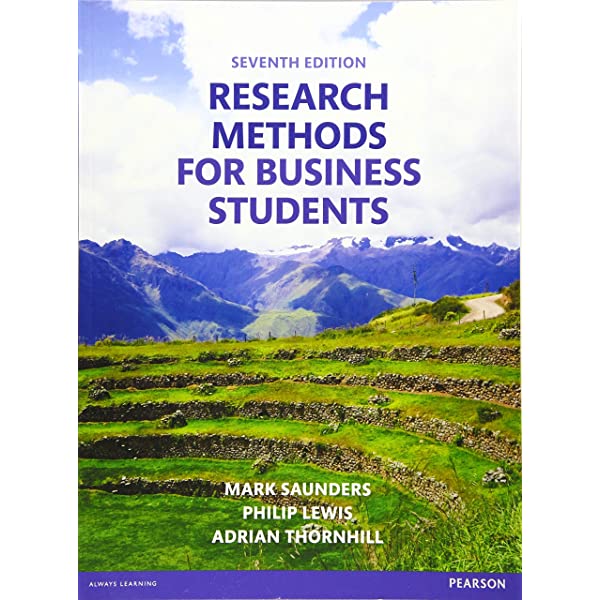 SEVENTH EDITION
RESEARCH
METHODS
FOR BUSINESS
STUDENTS
MARK SAUNDERS
PHILIP LEWIS
ADRIAN THORNHILL
ALWAYS LEARNING
PEARSON